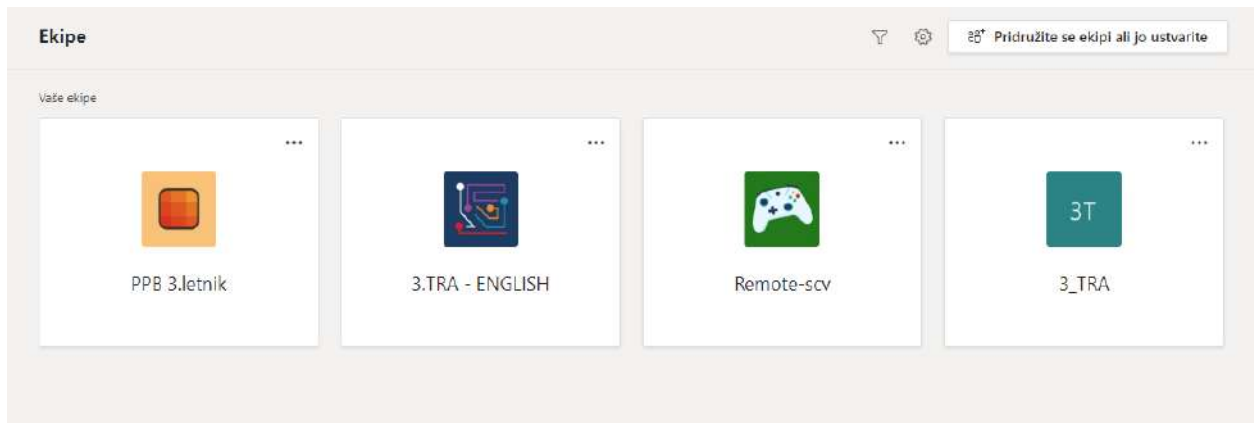 Ekipe
Pridružite se ekipi ali jo ustvarite
Vaše ekipe
PPB 3.letnik
3.TRA - ENGLISH
Remote-scv
3T
3_TRA